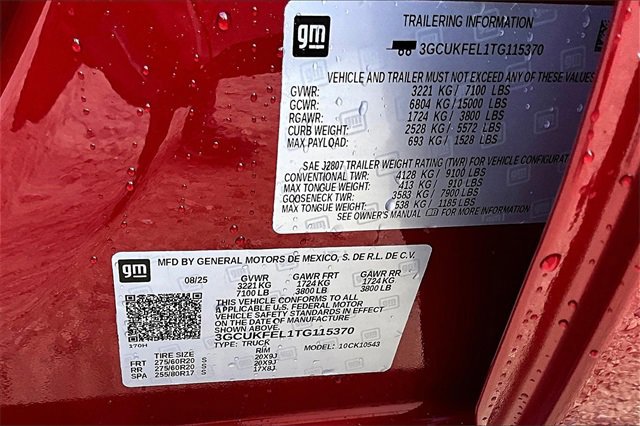 gm
TRAILERING INFORMATION
3GCUKFEL1TG115370
VEHICLE AND TRAILER MUST NOT EXCEED ANY OF THESE VALUES
GVWR: 3221 KG / 7100 LBS
GCWR: 6804 KG / 15000 LBS
RGAWR: 1724 KG / 3800 LBS
CURB WEIGHT: 2528 KG / 5572 LBS
MAX PAYLOAD: 693 KG / 1528 LBS
SAE J2807 TRAILER WEIGHT RATING (TWR) FOR VEHICLE CONFIGURAT
CONVENTIONAL TWR: 4128 KG / 9100 LBS
MAX TONGUE WEIGHT: 413 KG / 910 LBS
GOOSENECK TWR: 3583 KG / 7900 LBS
MAX TONGUE WEIGHT: 538 KG / 1185 LBS
SEE OWNER'S MANUAL gm FOR MORE INFORMATION
gm
MFD BY GENERAL MOTORS DE MEXICO, S. DE R.L. DE C.V.
08/25 GVWR GAWR FRT GAWR RR
3221 KG 1724 KG 1724 KG
7100 LB 3800 LB 3800 LB
THIS VEHICLE CONFORMS TO ALL
APPLICABLE U.S. FEDERAL MOTOR
VEHICLE SAFETY STANDARDS IN EFFECT
ON THE DATE OF MANUFACTURE
SHOWN ABOVE.
3GCUKFEL1TG115370
370H
TYPE: TRUCK MODEL: 10CK10543
TIRE SIZE RIM
FRT 275/60R20 S 20X9J
RR 275/60R20 S 20X9J
SPA 255/80R17 S 17X8J